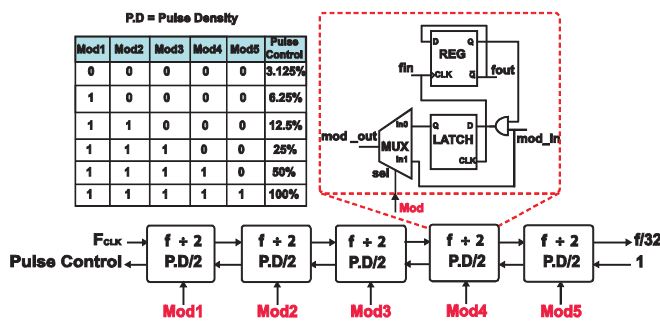 P.D = Pulse Density
Mod1 Mod2 Mod3 Mod4 Mod5 Pulse Control
0 0 0 0 0 3.125%
1 0 0 0 0 6.25%
1 1 0 0 0 12.5%
1 1 1 0 0 25%
1 1 1 1 0 50%
1 1 1 1 1 100%
D Q
REG
fin
CLK Q̅ fout
mod_out
In0
Q D
MUX
LATCH
mod_In
In1
CLK
sel
Mod
FCLK
f ÷ 2 f ÷ 2 f ÷ 2 f ÷ 2 f ÷ 2
f/32
Pulse Control
P.D/2 P.D/2 P.D/2 P.D/2 P.D/2
1
Mod1 Mod2 Mod3 Mod4 Mod5